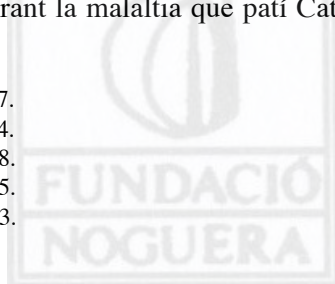 rant la malaltia que patí Cat
7.
4.
8.
5.
3.
FUNDACIÓ
NOGUERA